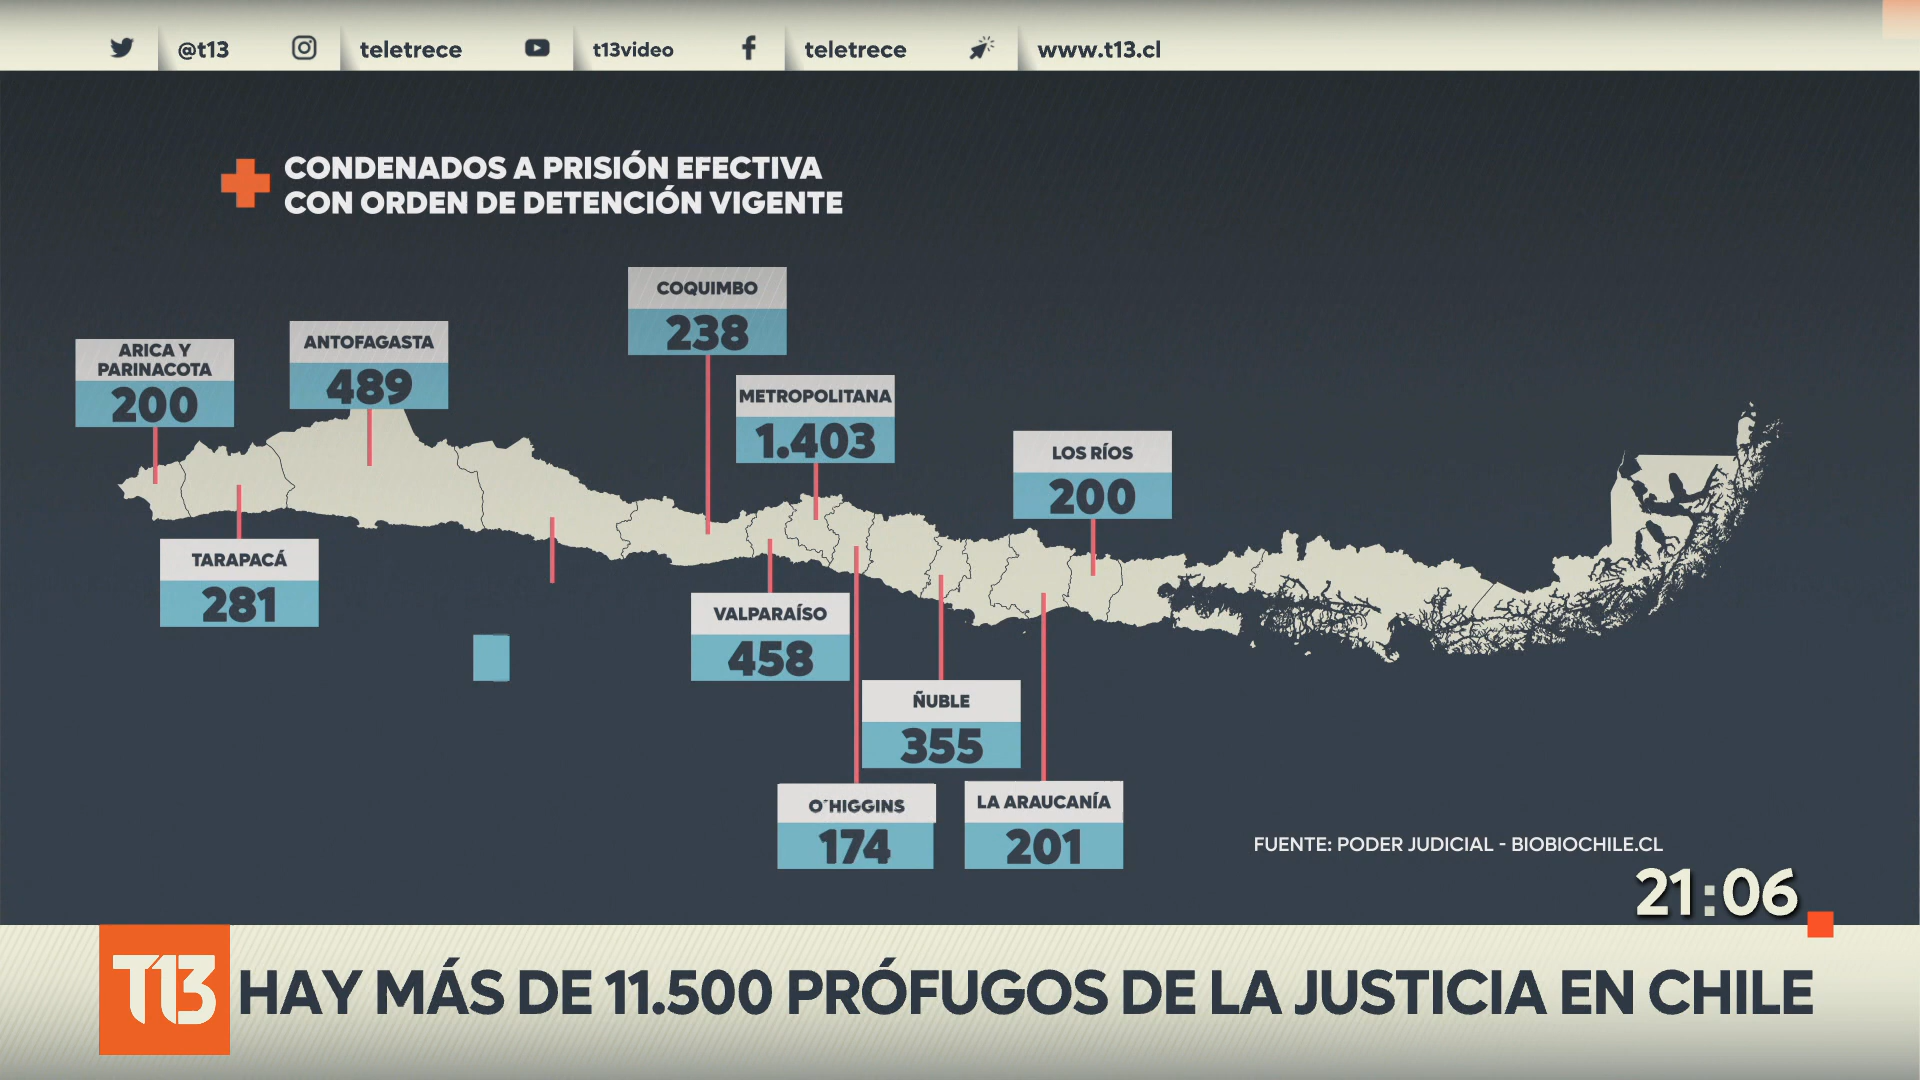 @t13
teletrece
t13video
teletrece
www.t13.cl
CONDENADOS A PRISIÓN EFECTIVA
CON ORDEN DE DETENCIÓN VIGENTE
ARICA Y
PARINACOTA
200
ANTOFAGASTA
489
COQUIMBO
238
METROPOLITANA
1.403
LOS RÍOS
200
TARAPACÁ
281
VALPARAÍSO
458
ÑUBLE
355
O´HIGGINS
174
LA ARAUCANÍA
201
FUENTE: PODER JUDICIAL - BIOBIOCHILE.CL
21:06
T13
HAY MÁS DE 11.500 PRÓFUGOS DE LA JUSTICIA EN CHILE